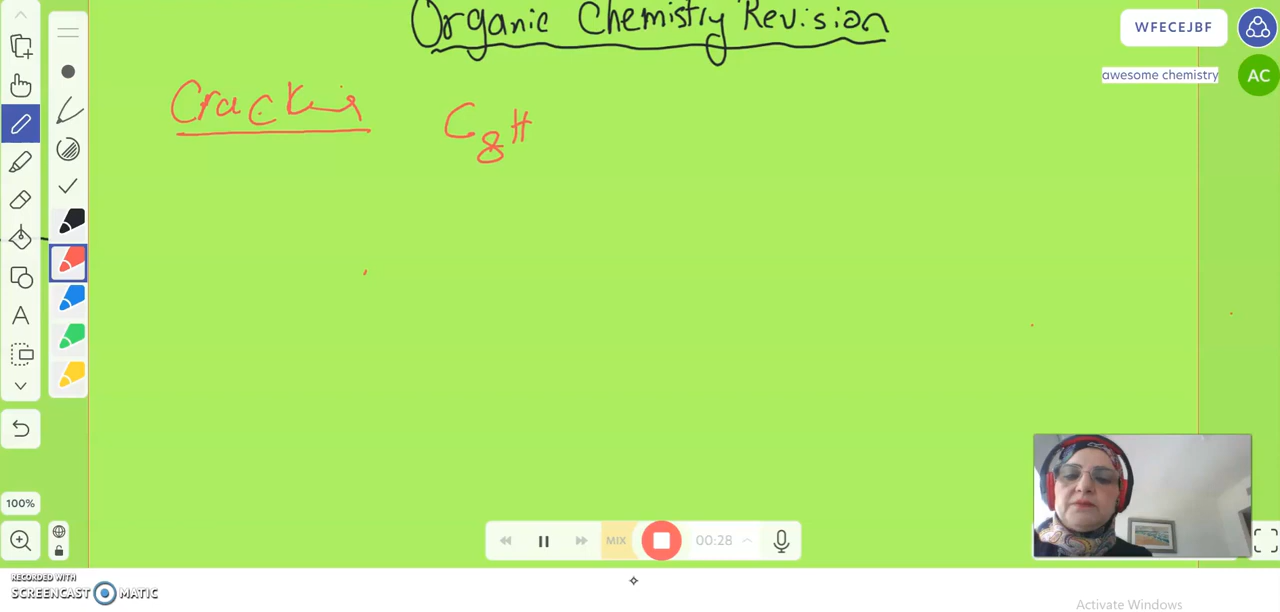 Organic Chemistry Revision
WFECEJBF
awesome chemistry
AC
Cracking
C8H
A
100%
MIX
00:28
RECORDED WITH
SCREENCAST MATIC
Activate Windows